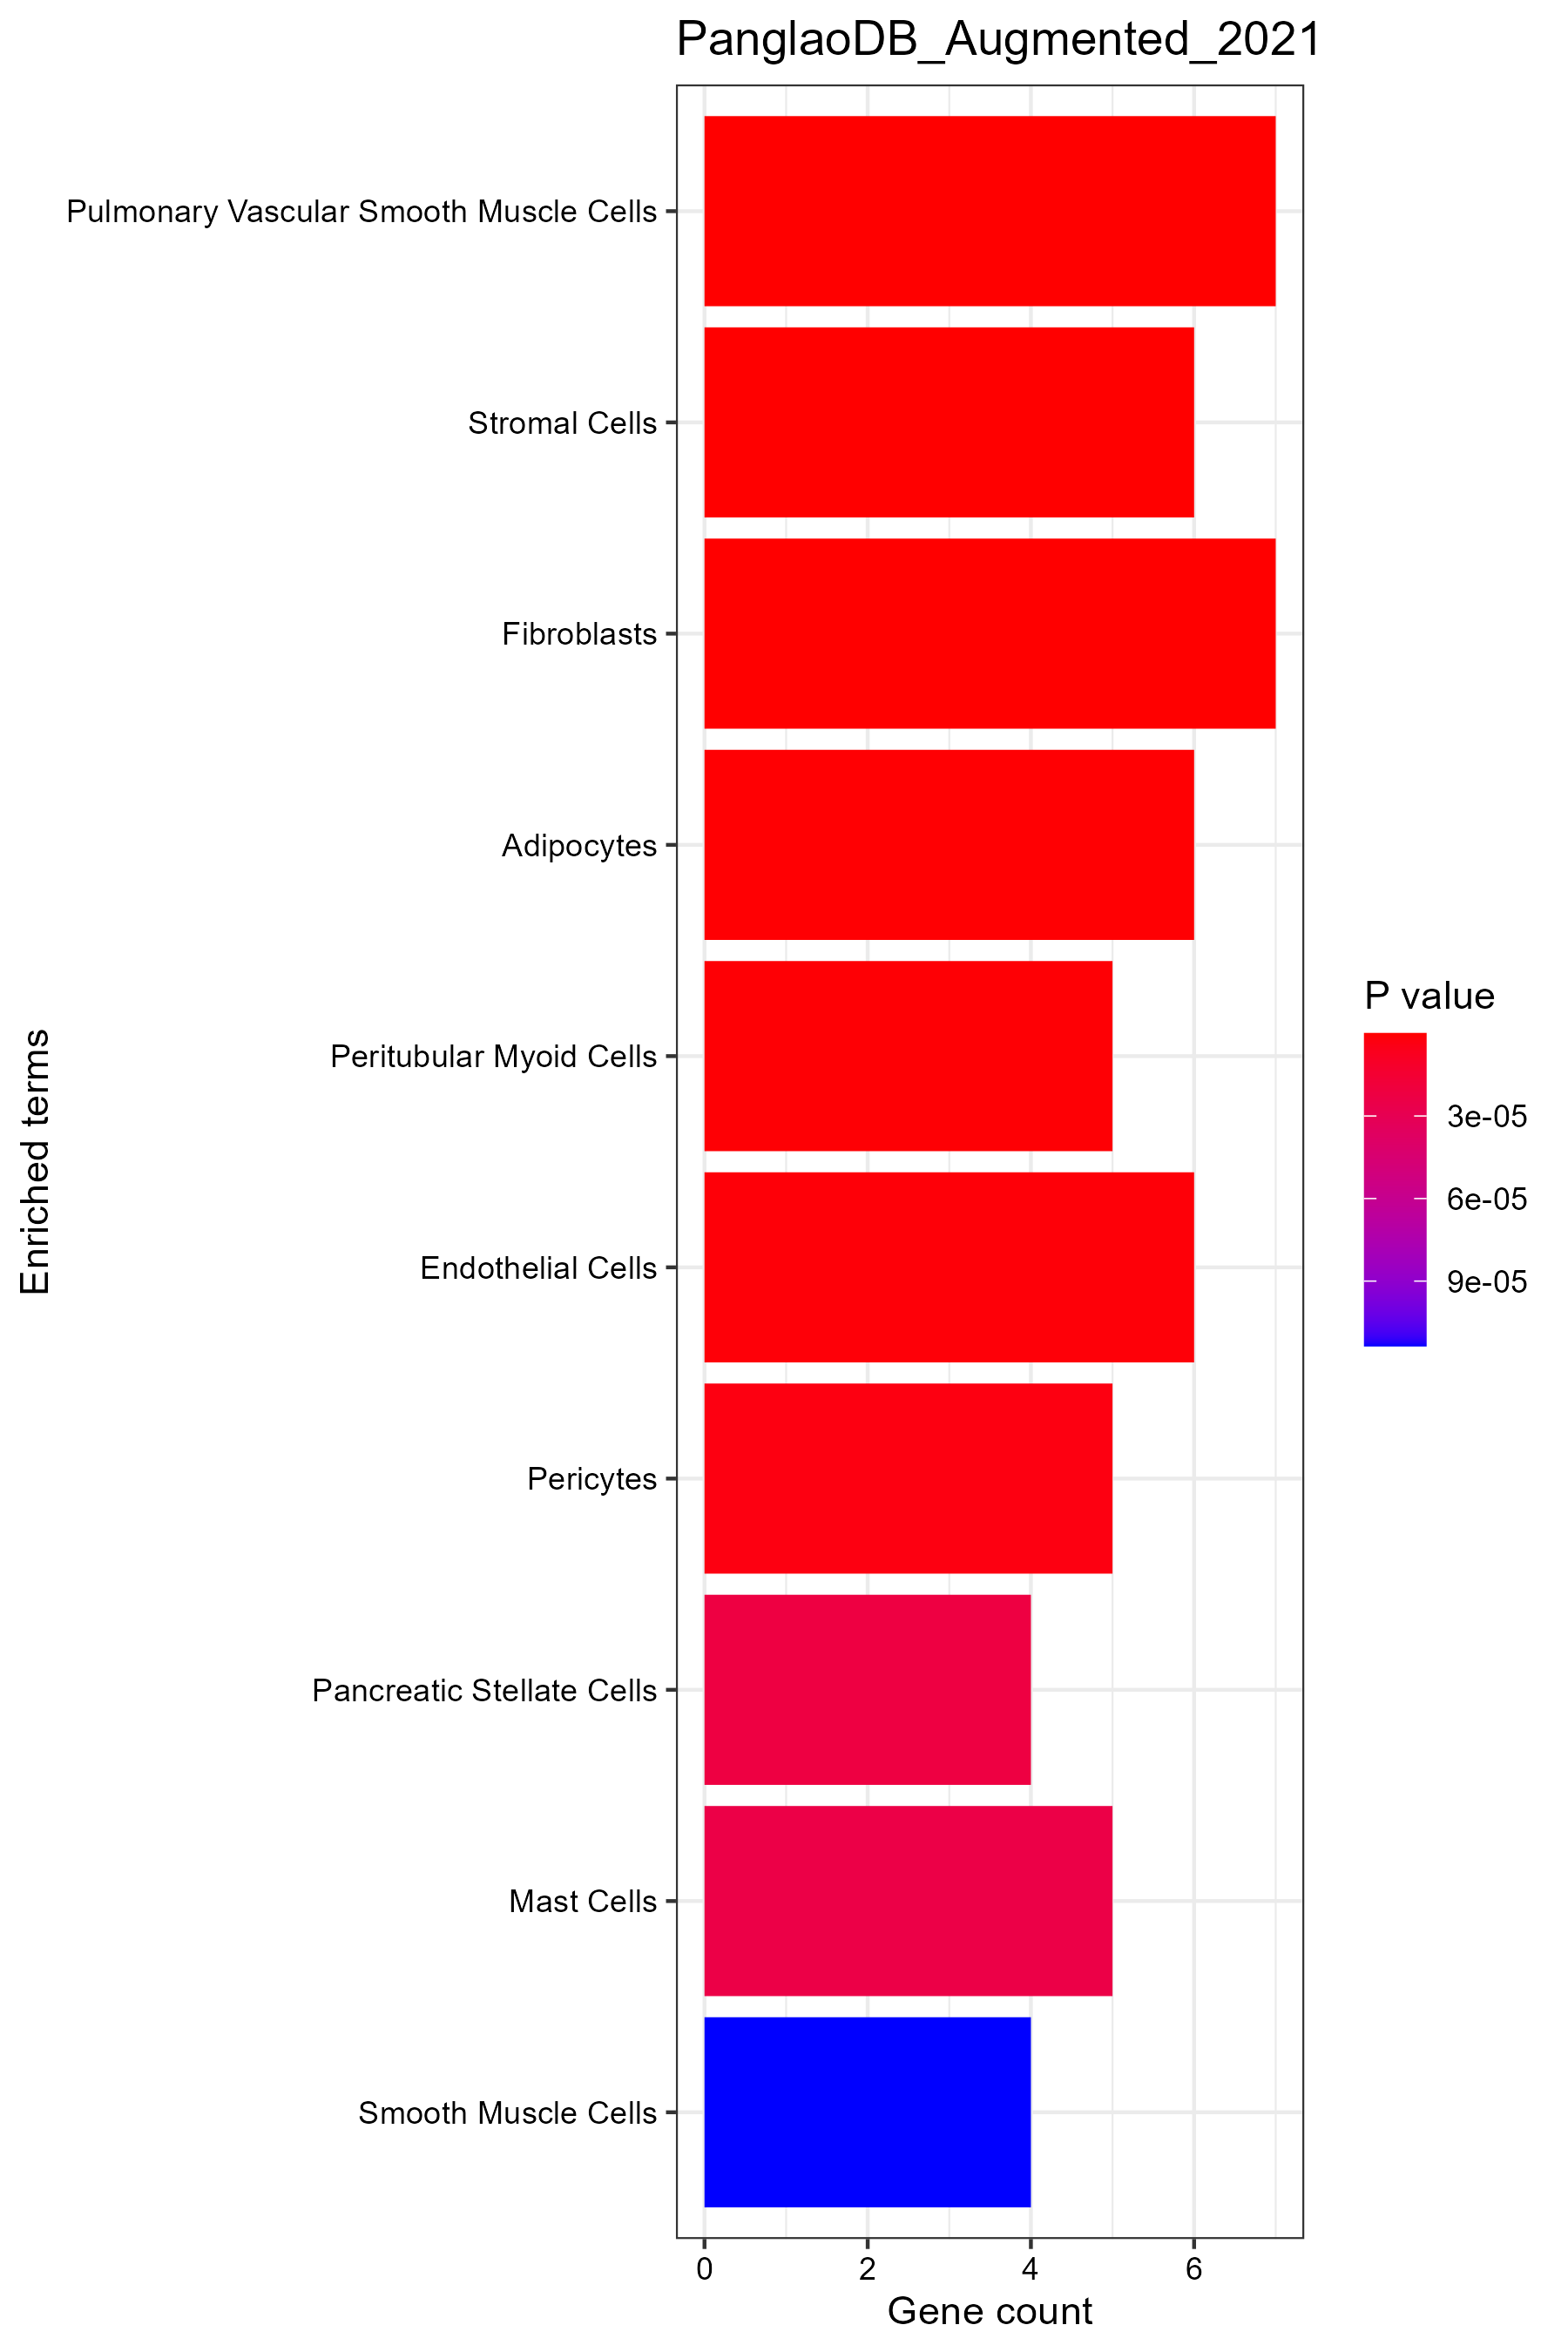 PanglaoDB_Augmented_2021
Pulmonary Vascular Smooth Muscle Cells
Stromal Cells
Fibroblasts
Adipocytes
Peritubular Myoid Cells
Endothelial Cells
Pericytes
Pancreatic Stellate Cells
Mast Cells
Smooth Muscle Cells
Enriched terms
0 2 4 6
Gene count
P value
3e-05
6e-05
9e-05